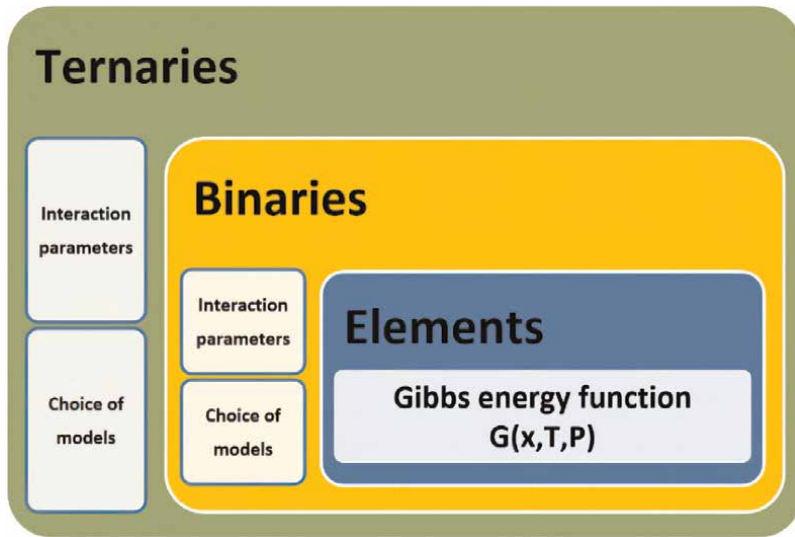 Ternaries
Interaction
parameters
Choice of
models
Binaries
Interaction
parameters
Choice of
models
Elements
Gibbs energy function
G(x,T,P)